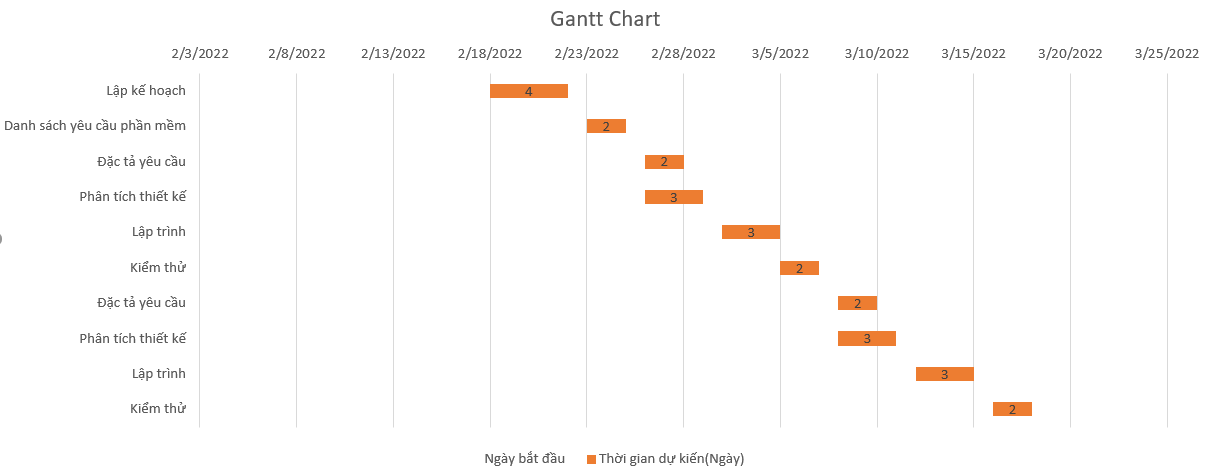 Gantt Chart
2/3/2022 2/8/2022 2/13/2022 2/18/2022 2/23/2022 2/28/2022 3/5/2022 3/10/2022 3/15/2022 3/20/2022 3/25/2022
Lập kế hoạch 4
Danh sách yêu cầu phần mềm 2
Đặc tả yêu cầu 2
Phân tích thiết kế 3
Lập trình 3
Kiểm thử 2
Đặc tả yêu cầu 2
Phân tích thiết kế 3
Lập trình 3
Kiểm thử 2
Ngày bắt đầu Thời gian dự kiến(Ngày)